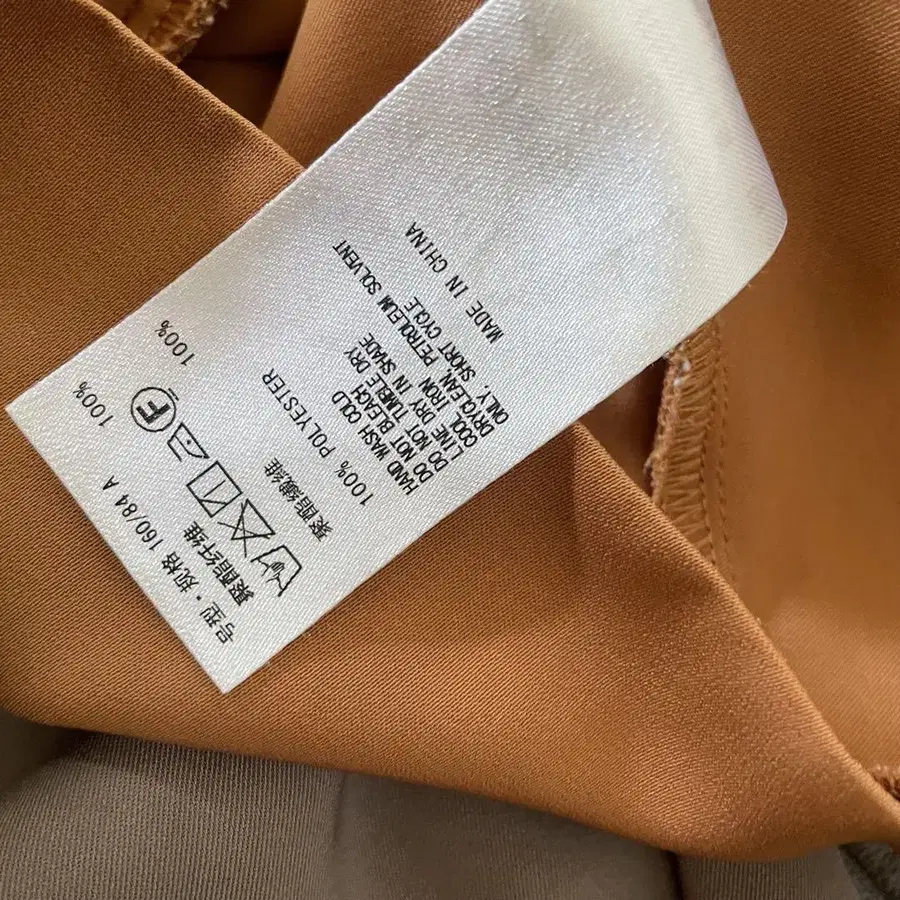 号型·规格 160/84 A
聚酯纤维 100%
F
聚酯纖維 100%
100% POLYESTER
HAND WASH COLD
DO NOT BLEACH
DO NOT TUMBLE DRY
LINE DRY IN SHADE
COOL IRON
DRYCLEAN, PETROLEUM SOLVENT
ONLY, SHORT CYCLE
MADE IN CHINA